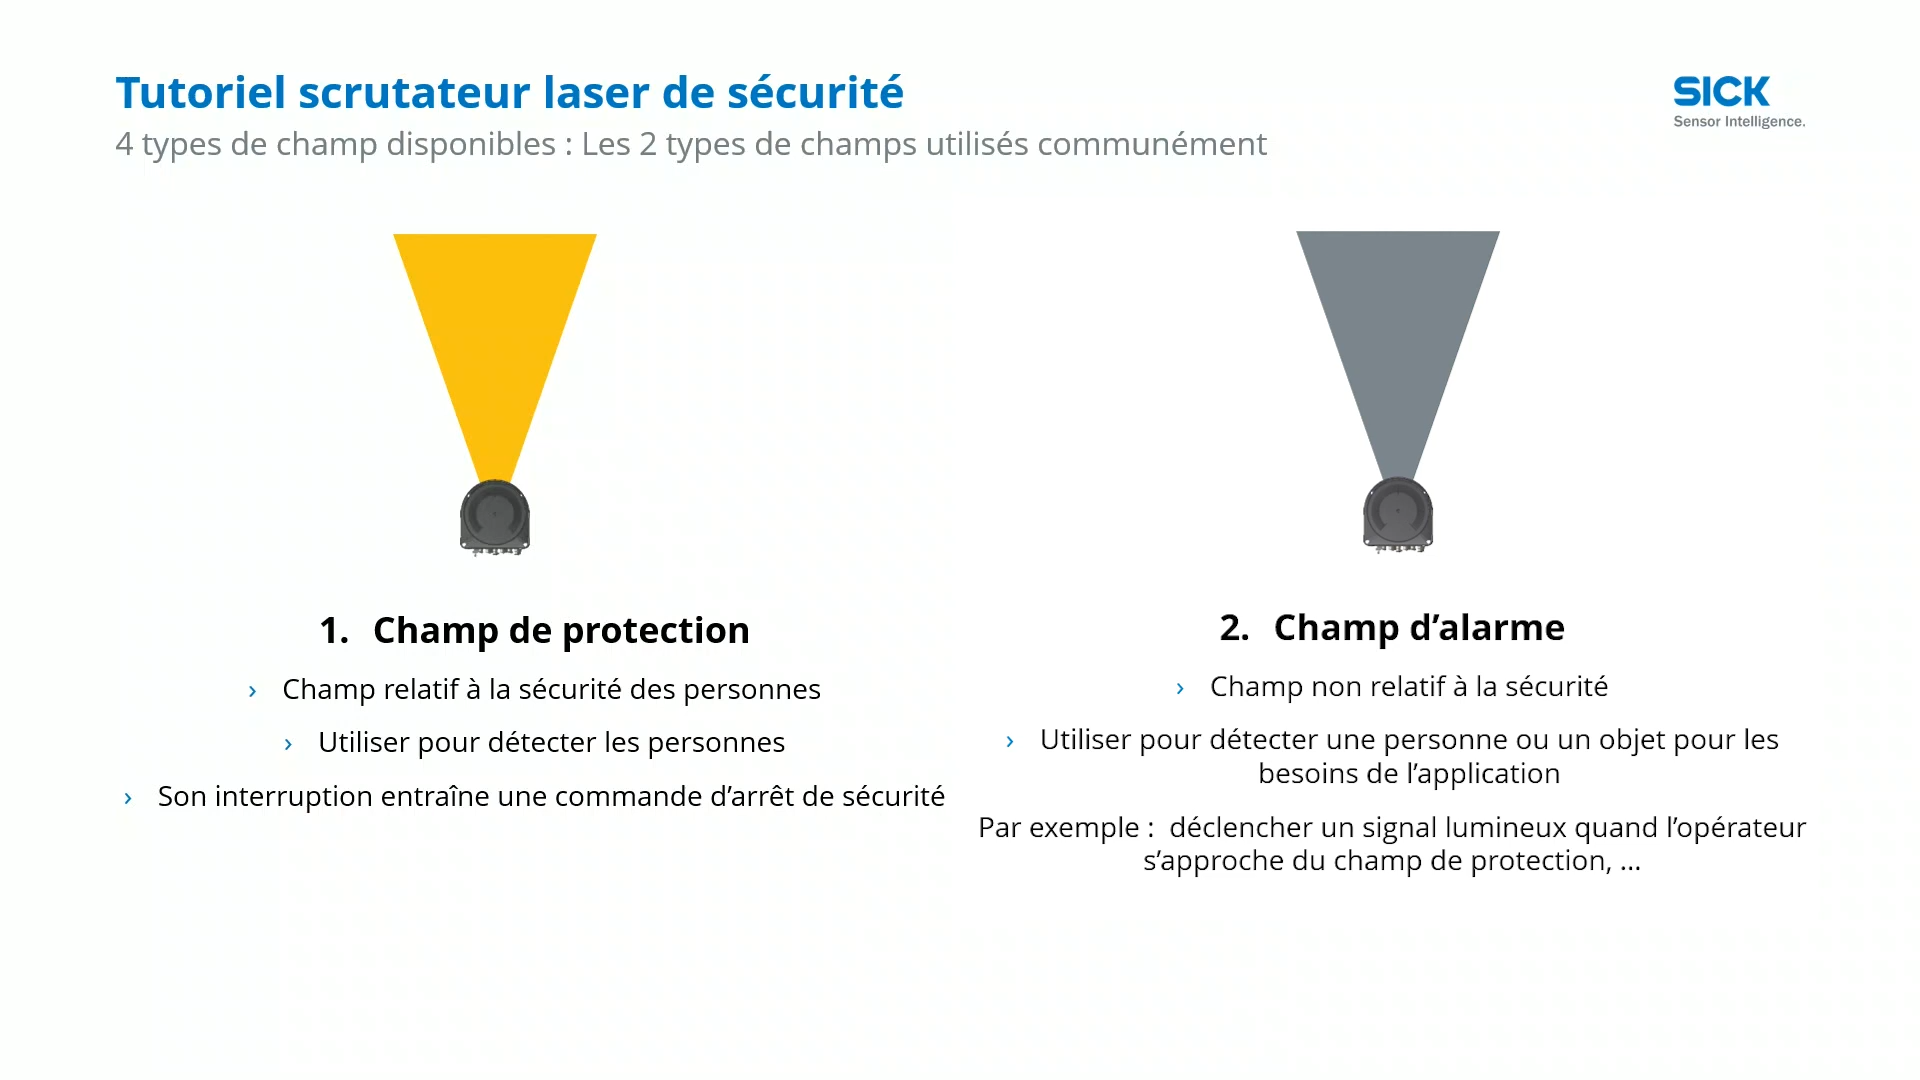 Tutoriel scrutateur laser de sécurité
4 types de champ disponibles : Les 2 types de champs utilisés communément
SICK
Sensor Intelligence.
1. Champ de protection
› Champ relatif à la sécurité des personnes
› Utiliser pour détecter les personnes
› Son interruption entraîne une commande d’arrêt de sécurité
2. Champ d’alarme
› Champ non relatif à la sécurité
› Utiliser pour détecter une personne ou un objet pour les
besoins de l’application
Par exemple : déclencher un signal lumineux quand l’opérateur
s’approche du champ de protection, ...